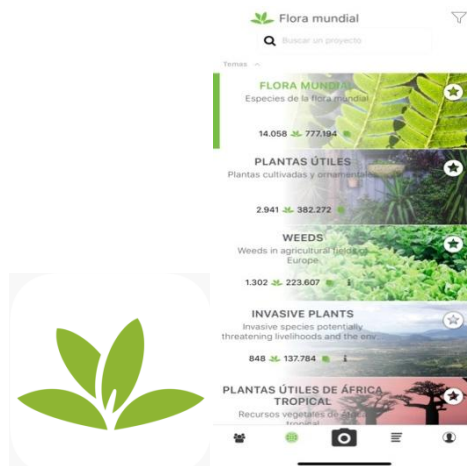 Flora mundial
Buscar un proyecto
Temas
FLORA MUNDIAL
Especies de la flora mundial
14.058 777.194
PLANTAS ÚTILES
Plantas cultivadas y ornamentales
2.941 382.272
WEEDS
Weeds in agricultural fields of
Europe.
1.302 223.607
INVASIVE PLANTS
Invasive species potentially
threatening livelihoods and the env
848 137.784
PLANTAS ÚTILES DE ÁFRICA
TROPICAL
Recursos vegetales de África
tropical